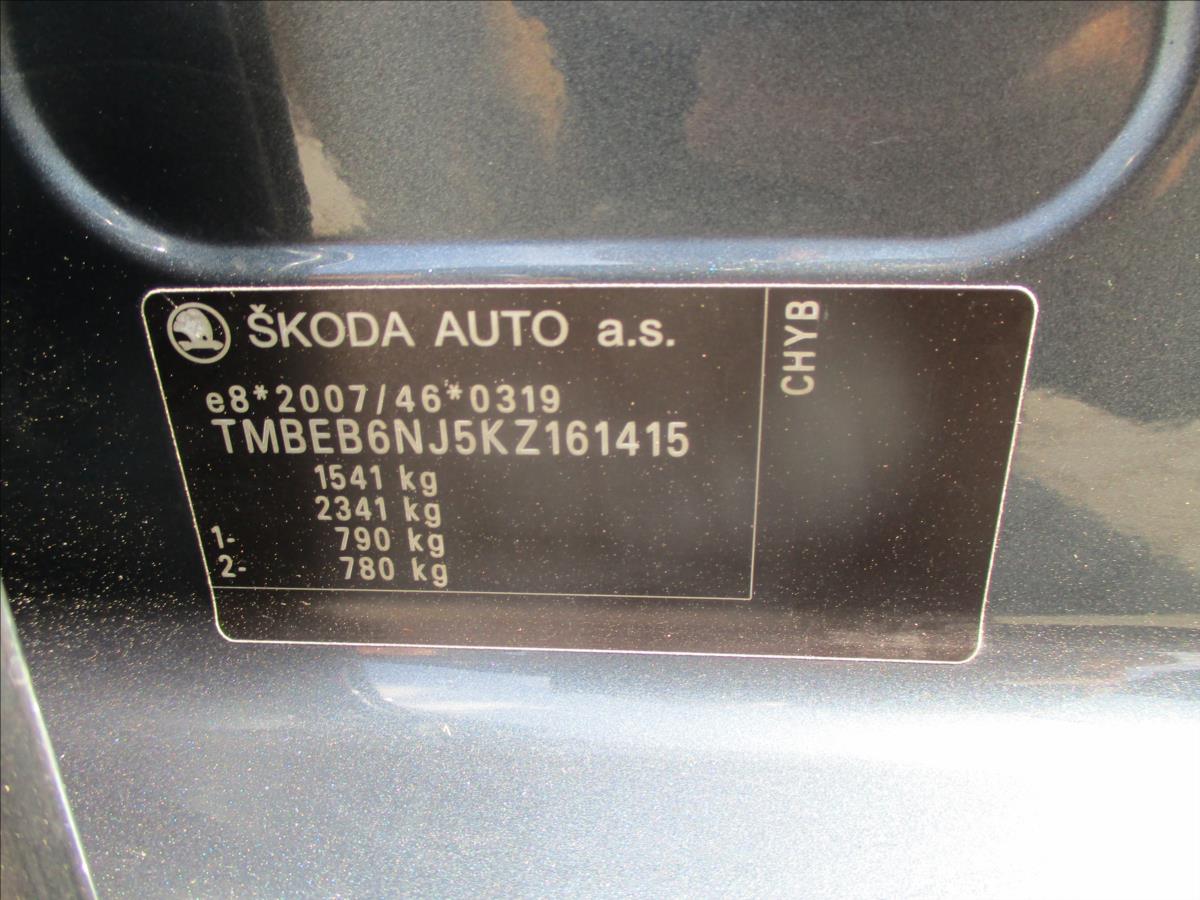 ŠKODA AUTO a.s.
e8*2007/46*0319
TMBEB6NJ5KZ161415
1541 kg
2341 kg
1- 790 kg
2- 780 kg
CHYB